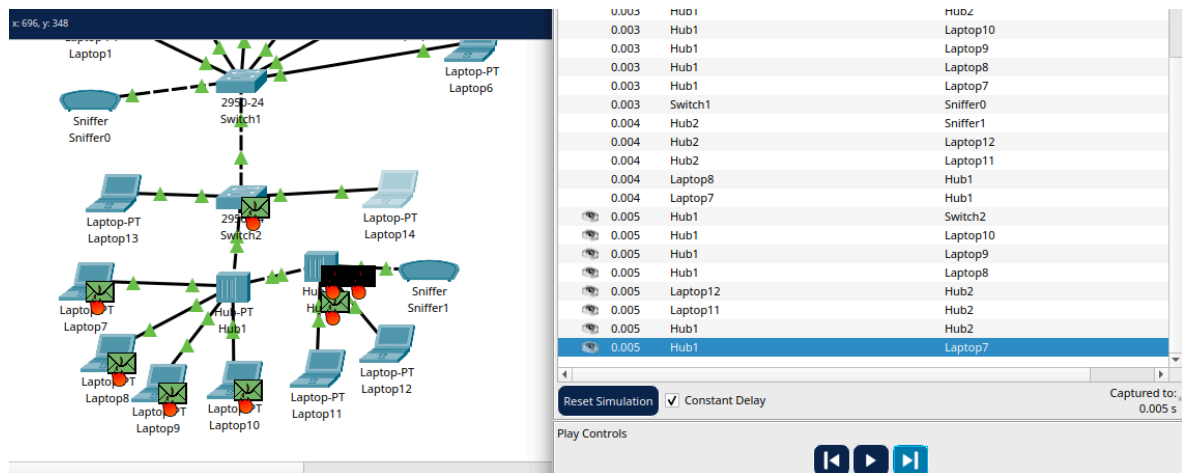 x: 696, y: 348
Laptop1
Laptop-PT
Laptop6
2950-24
Switch1
Sniffer
Sniffer0
Laptop-PT
Laptop13
Switch2
Laptop-PT
Laptop14
Laptop7
Hub-PT
Hub1
Sniffer
Sniffer1
Laptop8
Laptop9
Laptop10
Laptop-PT
Laptop11
Laptop-PT
Laptop12
0.003 Hub1 Hub2
0.003 Hub1 Laptop10
0.003 Hub1 Laptop9
0.003 Hub1 Laptop8
0.003 Hub1 Laptop7
0.003 Switch1 Sniffer0
0.004 Hub2 Sniffer1
0.004 Hub2 Laptop12
0.004 Hub2 Laptop11
0.004 Laptop8 Hub1
0.004 Laptop7 Hub1
0.005 Hub1 Switch2
0.005 Hub1 Laptop10
0.005 Hub1 Laptop9
0.005 Hub1 Laptop8
0.005 Laptop12 Hub2
0.005 Laptop11 Hub2
0.005 Hub1 Hub2
0.005 Hub1 Laptop7
Reset Simulation Constant Delay Captured to:
0.005 s
Play Controls